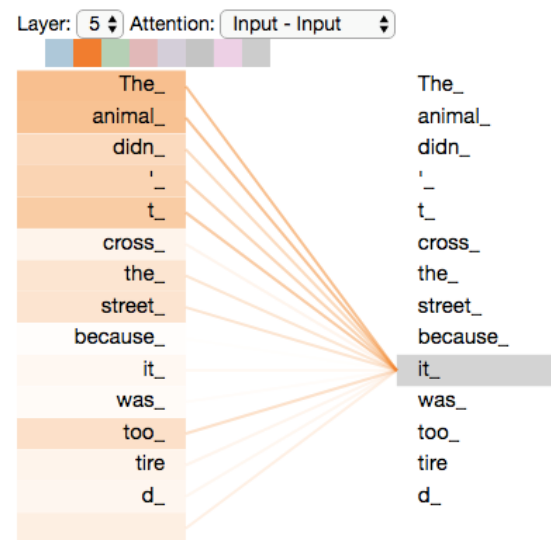 Layer: 5 Attention: Input - Input
The_ The_
animal_ animal_
didn_ didn_
'_ '_
t_ t_
cross_ cross_
the_ the_
street_ street_
because_ because_
it_ it_
was_ was_
too_ too_
tire tire
d_ d_